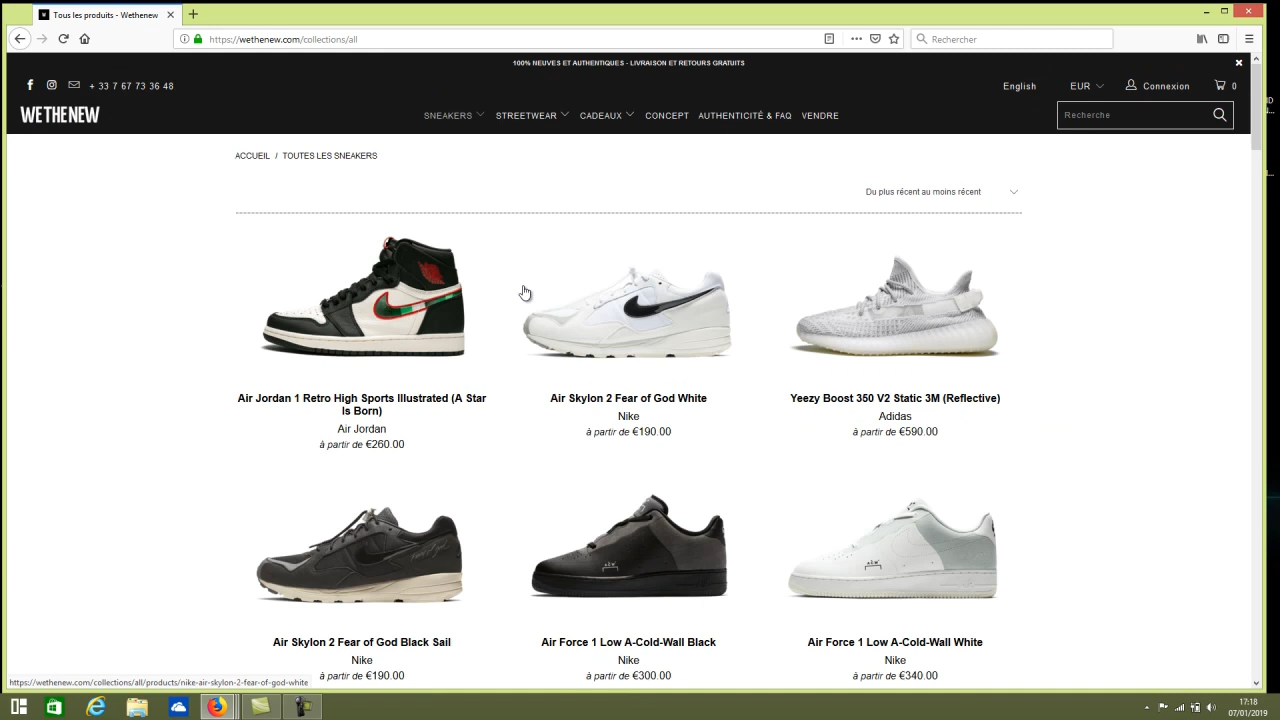 Tous les produits - Wethenew
https://wethenew.com/collections/all
Rechercher
100% NEUVES ET AUTHENTIQUES - LIVRAISON ET RETOURS GRATUITS
+ 33 7 67 73 36 48
English
EUR
Connexion
0
WETHENEW
SNEAKERS
STREETWEAR
CADEAUX
CONCEPT
AUTHENTICITÉ & FAQ
VENDRE
Recherche
ACCUEIL / TOUTES LES SNEAKERS
Du plus récent au moins récent
Air Jordan 1 Retro High Sports Illustrated (A Star
Is Born)
Air Jordan
à partir de €260.00
Air Skylon 2 Fear of God White
Nike
à partir de €190.00
Yeezy Boost 350 V2 Static 3M (Reflective)
Adidas
à partir de €590.00
Air Skylon 2 Fear of God Black Sail
Nike
à partir de €190.00
Air Force 1 Low A-Cold-Wall Black
Nike
à partir de €300.00
Air Force 1 Low A-Cold-Wall White
Nike
à partir de €340.00
https://wethenew.com/collections/all/products/nike-air-skylon-2-fear-of-god-white
17:18
07/01/2019